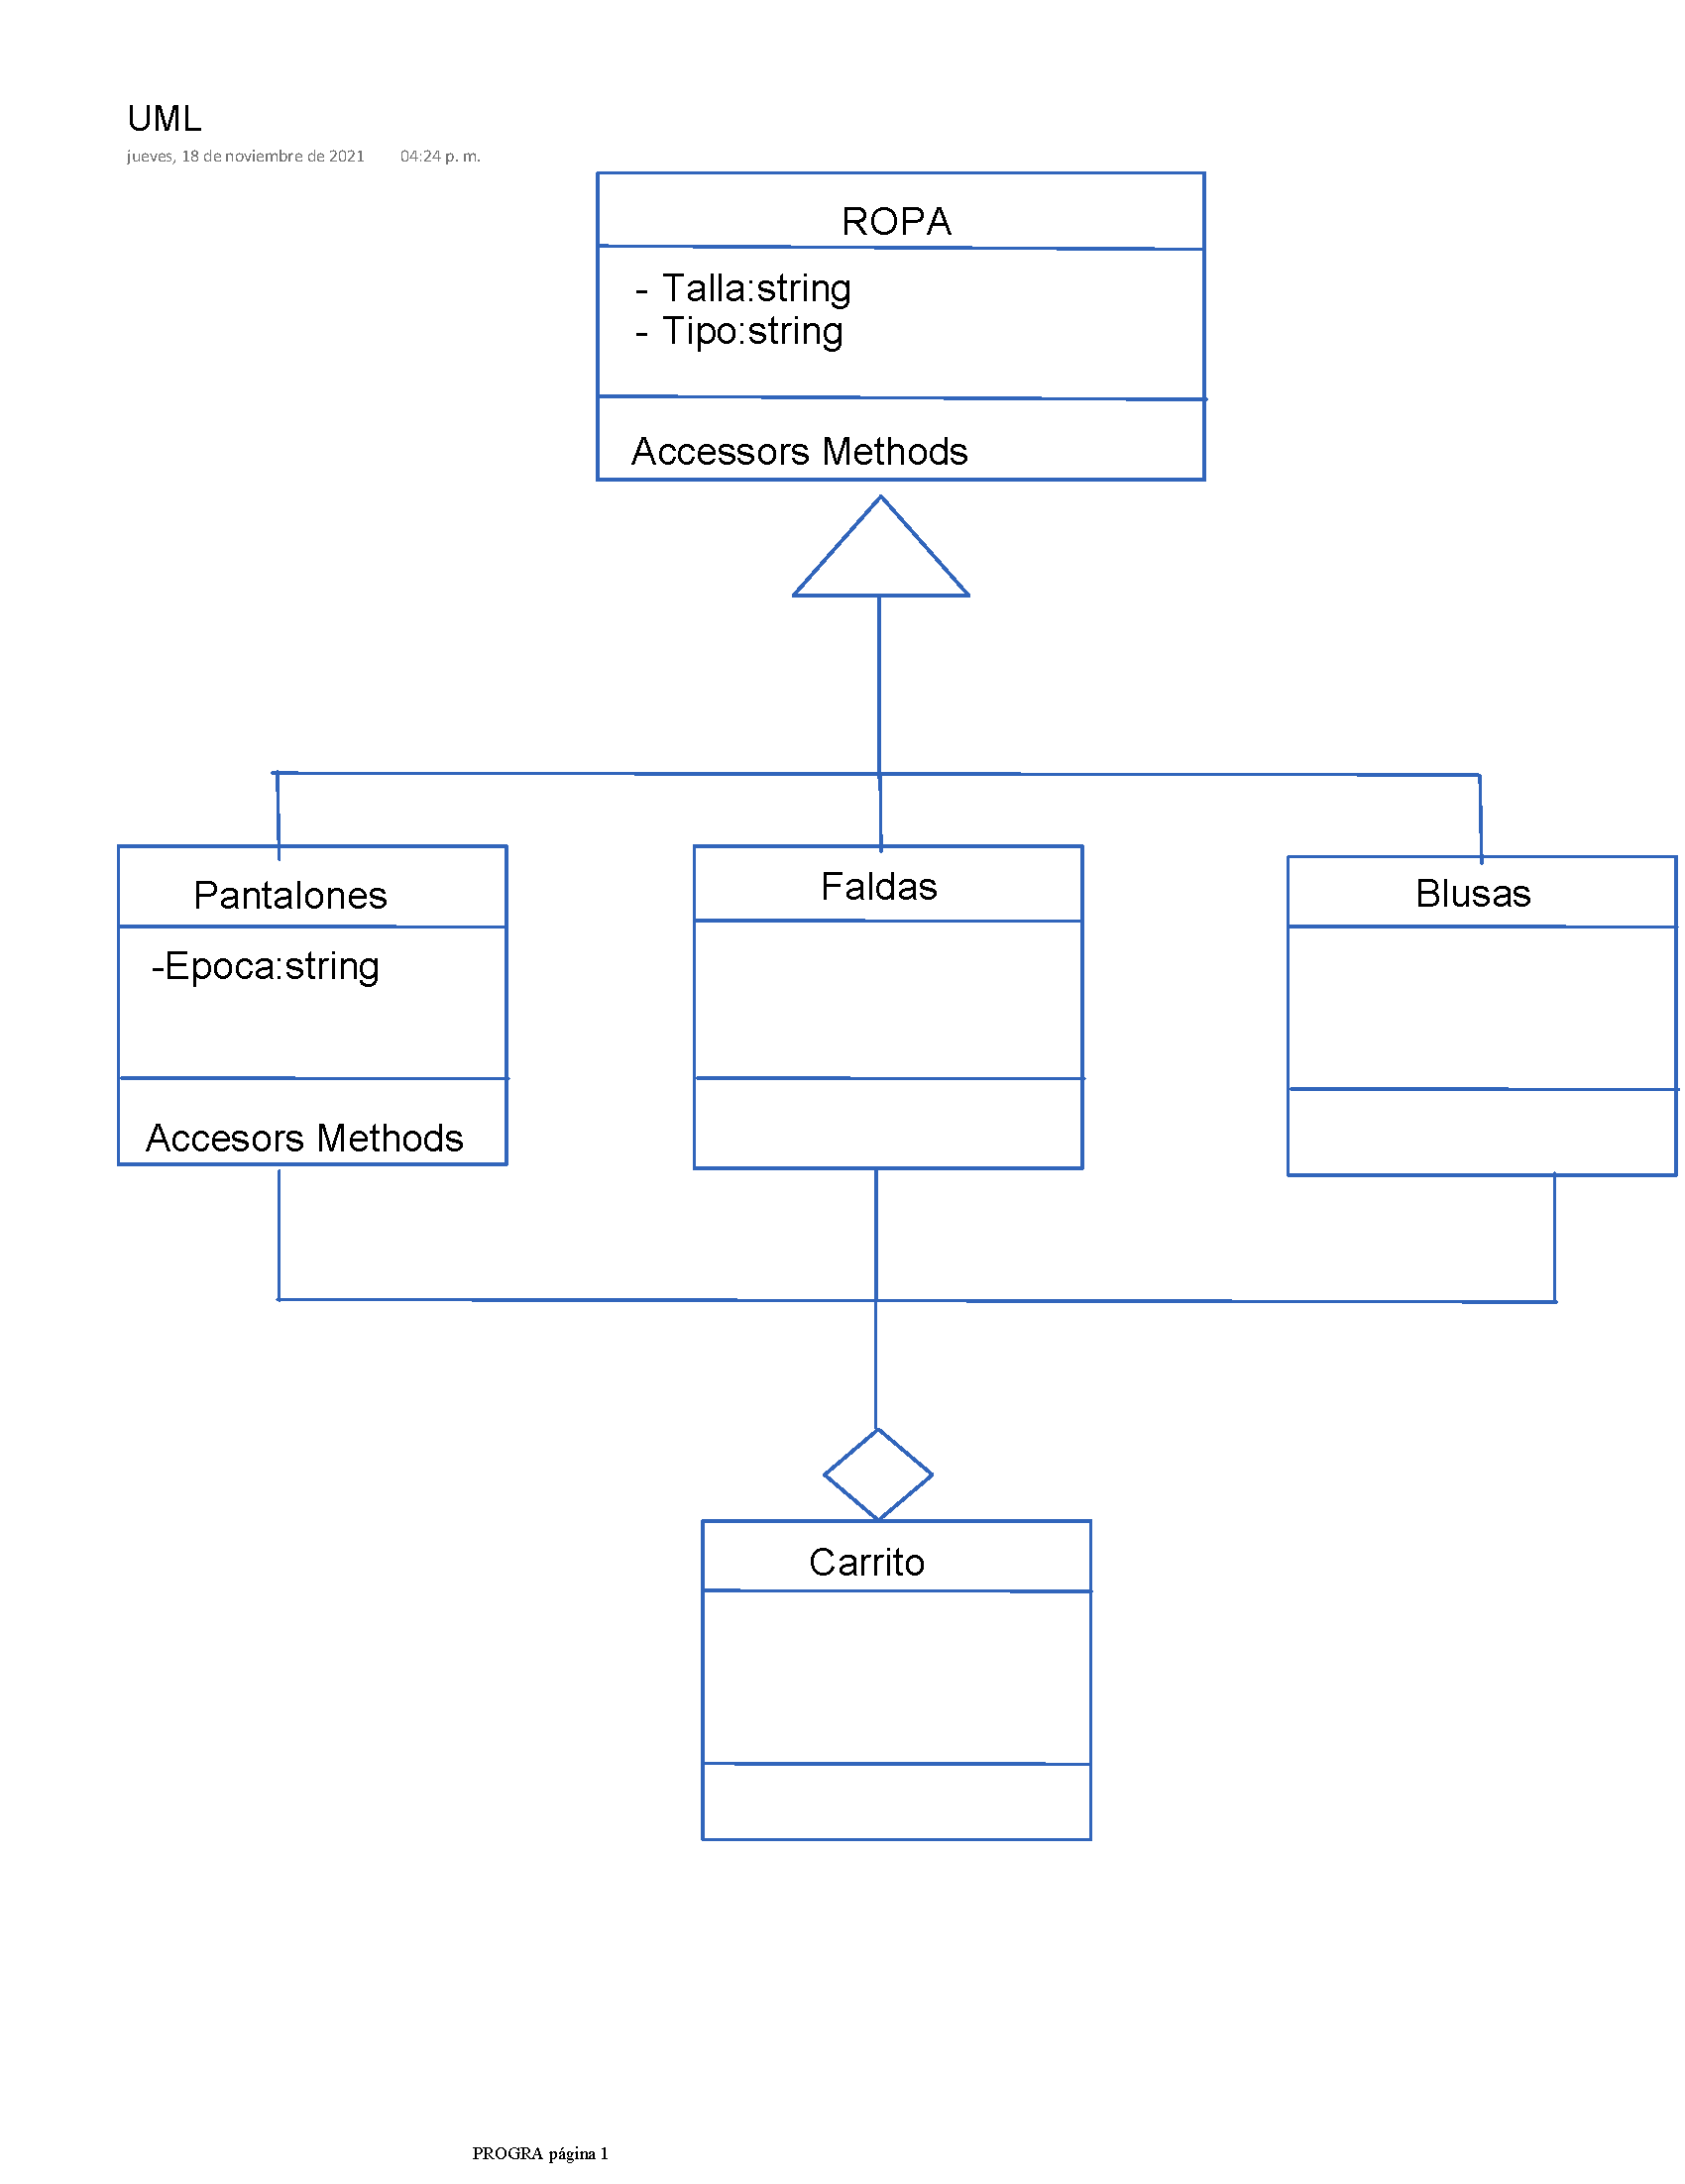 UML
jueves, 18 de noviembre de 2021 04:24 p. m.
ROPA
- Talla:string
- Tipo:string
Accessors Methods
Pantalones
-Epoca:string
Accesors Methods
Faldas
Blusas
Carrito
PROGRA página 1